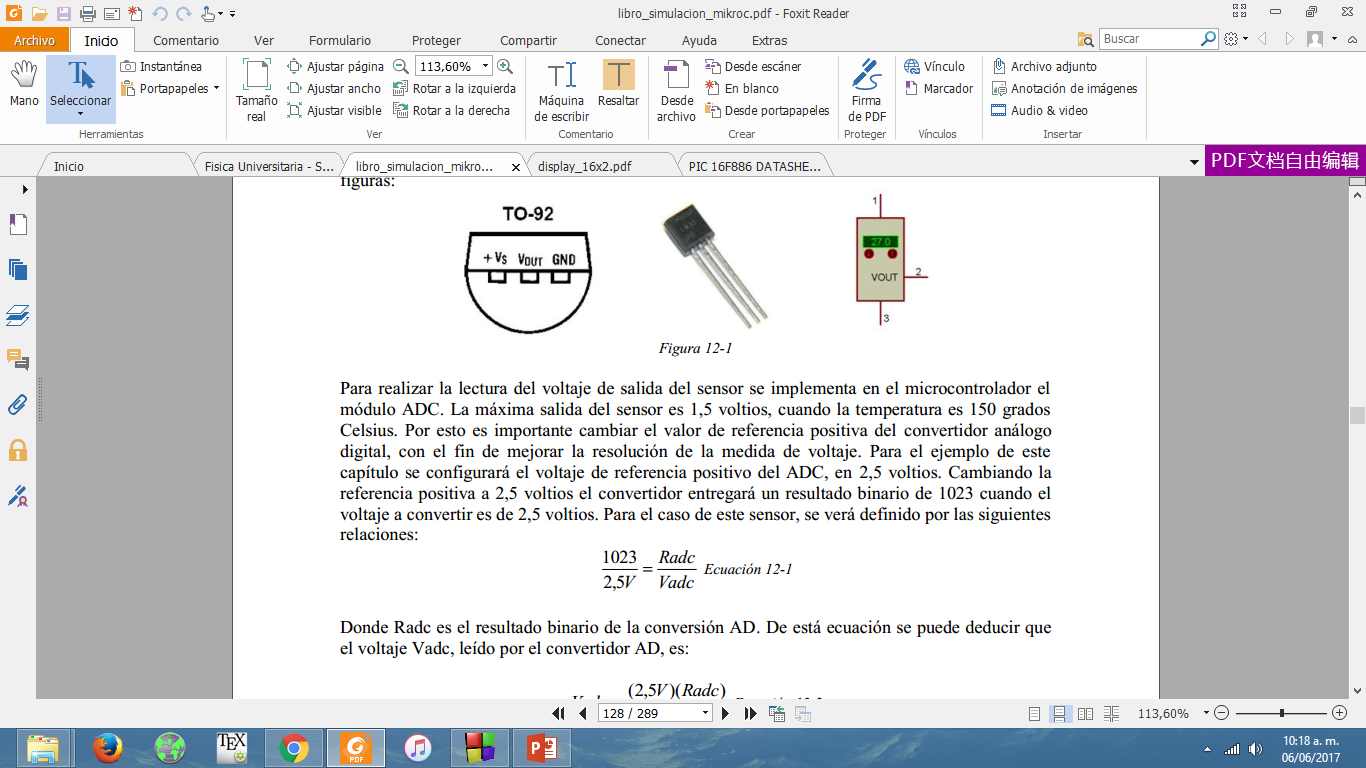 libro_simulacion_mikroc.pdf - Foxit Reader
Archivo Inicio Comentario Ver Formulario Proteger Compartir Conectar Ayuda Extras Buscar
Mano
Seleccionar
Instantánea
Portapapeles
Herramientas
Tamaño real
Ajustar página
Ajustar ancho
Ajustar visible
113,60%
Rotar a la izquierda
Rotar a la derecha
Ver
Máquina de escribir
Resaltar
Comentario
Desde archivo
Desde escáner
En blanco
Desde portapapeles
Crear
Firma de PDF
Proteger
Vínculo
Marcador
Vínculos
Archivo adjunto
Anotación de imágenes
Audio & video
Insertar
Inicio
Fisica Universitaria - S...
libro_simulacion_mikro...
display_16x2.pdf
PIC 16F886 DATASHE...
PDF文档自由编辑
figuras:
TO-92
+Vs VOUT GND
1
27.0
VOUT
2
3
Figura 12-1
Para realizar la lectura del voltaje de salida del sensor se implementa en el microcontrolador el
módulo ADC. La máxima salida del sensor es 1,5 voltios, cuando la temperatura es 150 grados
Celsius. Por esto es importante cambiar el valor de referencia positiva del convertidor análogo
digital, con el fin de mejorar la resolución de la medida de voltaje. Para el ejemplo de este
capítulo se configurará el voltaje de referencia positivo del ADC, en 2,5 voltios. Cambiando la
referencia positiva a 2,5 voltios el convertidor entregará un resultado binario de 1023 cuando el
voltaje a convertir es de 2,5 voltios. Para el caso de este sensor, se verá definido por las siguientes
relaciones:
1023/2,5V = Radc/Vadc Ecuación 12-1
Donde Radc es el resultado binario de la conversión AD. De está ecuación se puede deducir que
el voltaje Vadc, leído por el convertidor AD, es:
(2,5V)(Radc)
128 / 289
113,60%
TEX
PDF
10:18 a. m.
06/06/2017